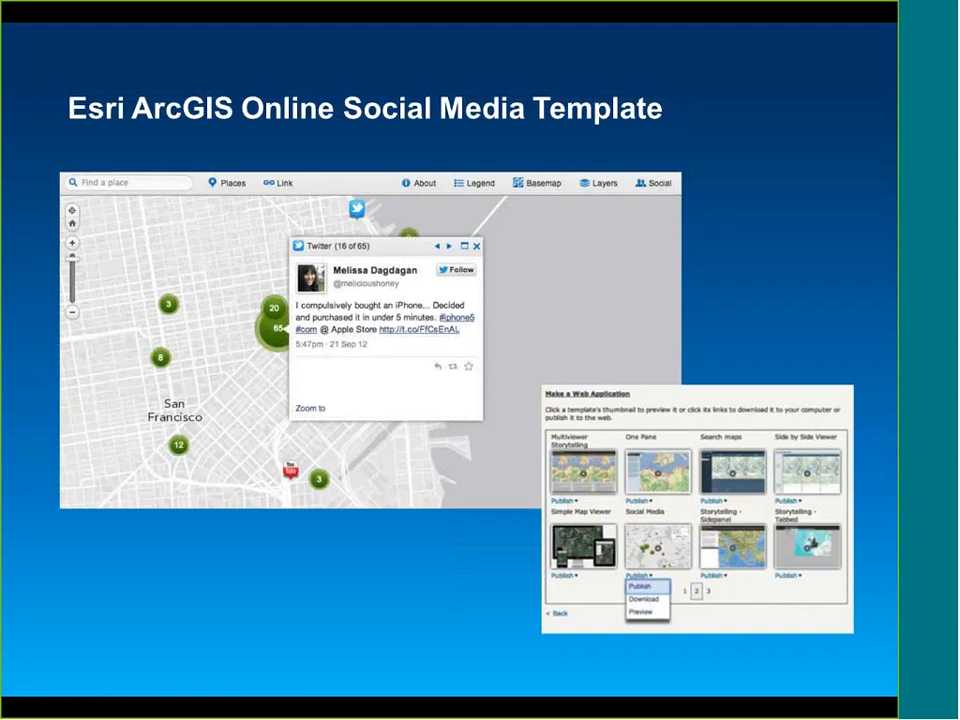 Esri ArcGIS Online Social Media Template
Find a place Places Link About Legend Basemap Layers Social
Twitter (16 of 65)
Melissa Dagdagan Follow
@meliciousHoney
I compulsively bought an iPhone... Decided
and purchased it in under 5 minutes. #iphone5
#com @ Apple Store http://t.co/FfCsEnAL
5:47pm · 21 Sep 12
Zoom to
3
20
65
8
San
Francisco
12
You
Tube
3
Make a Web Application
Click a template's thumbnail to preview it or click its links to download it to your computer or
publish it to the web.
Multiviewer
Storytelling
One Pane
Search maps
Side by Side Viewer
Publish Publish Publish Publish
Simple Map Viewer
Social Media
Storytelling -
Sidepanel
Storytelling -
Tabbed
Publish Publish Publish Publish
Publish
Download
Preview
1 2 3
< Back